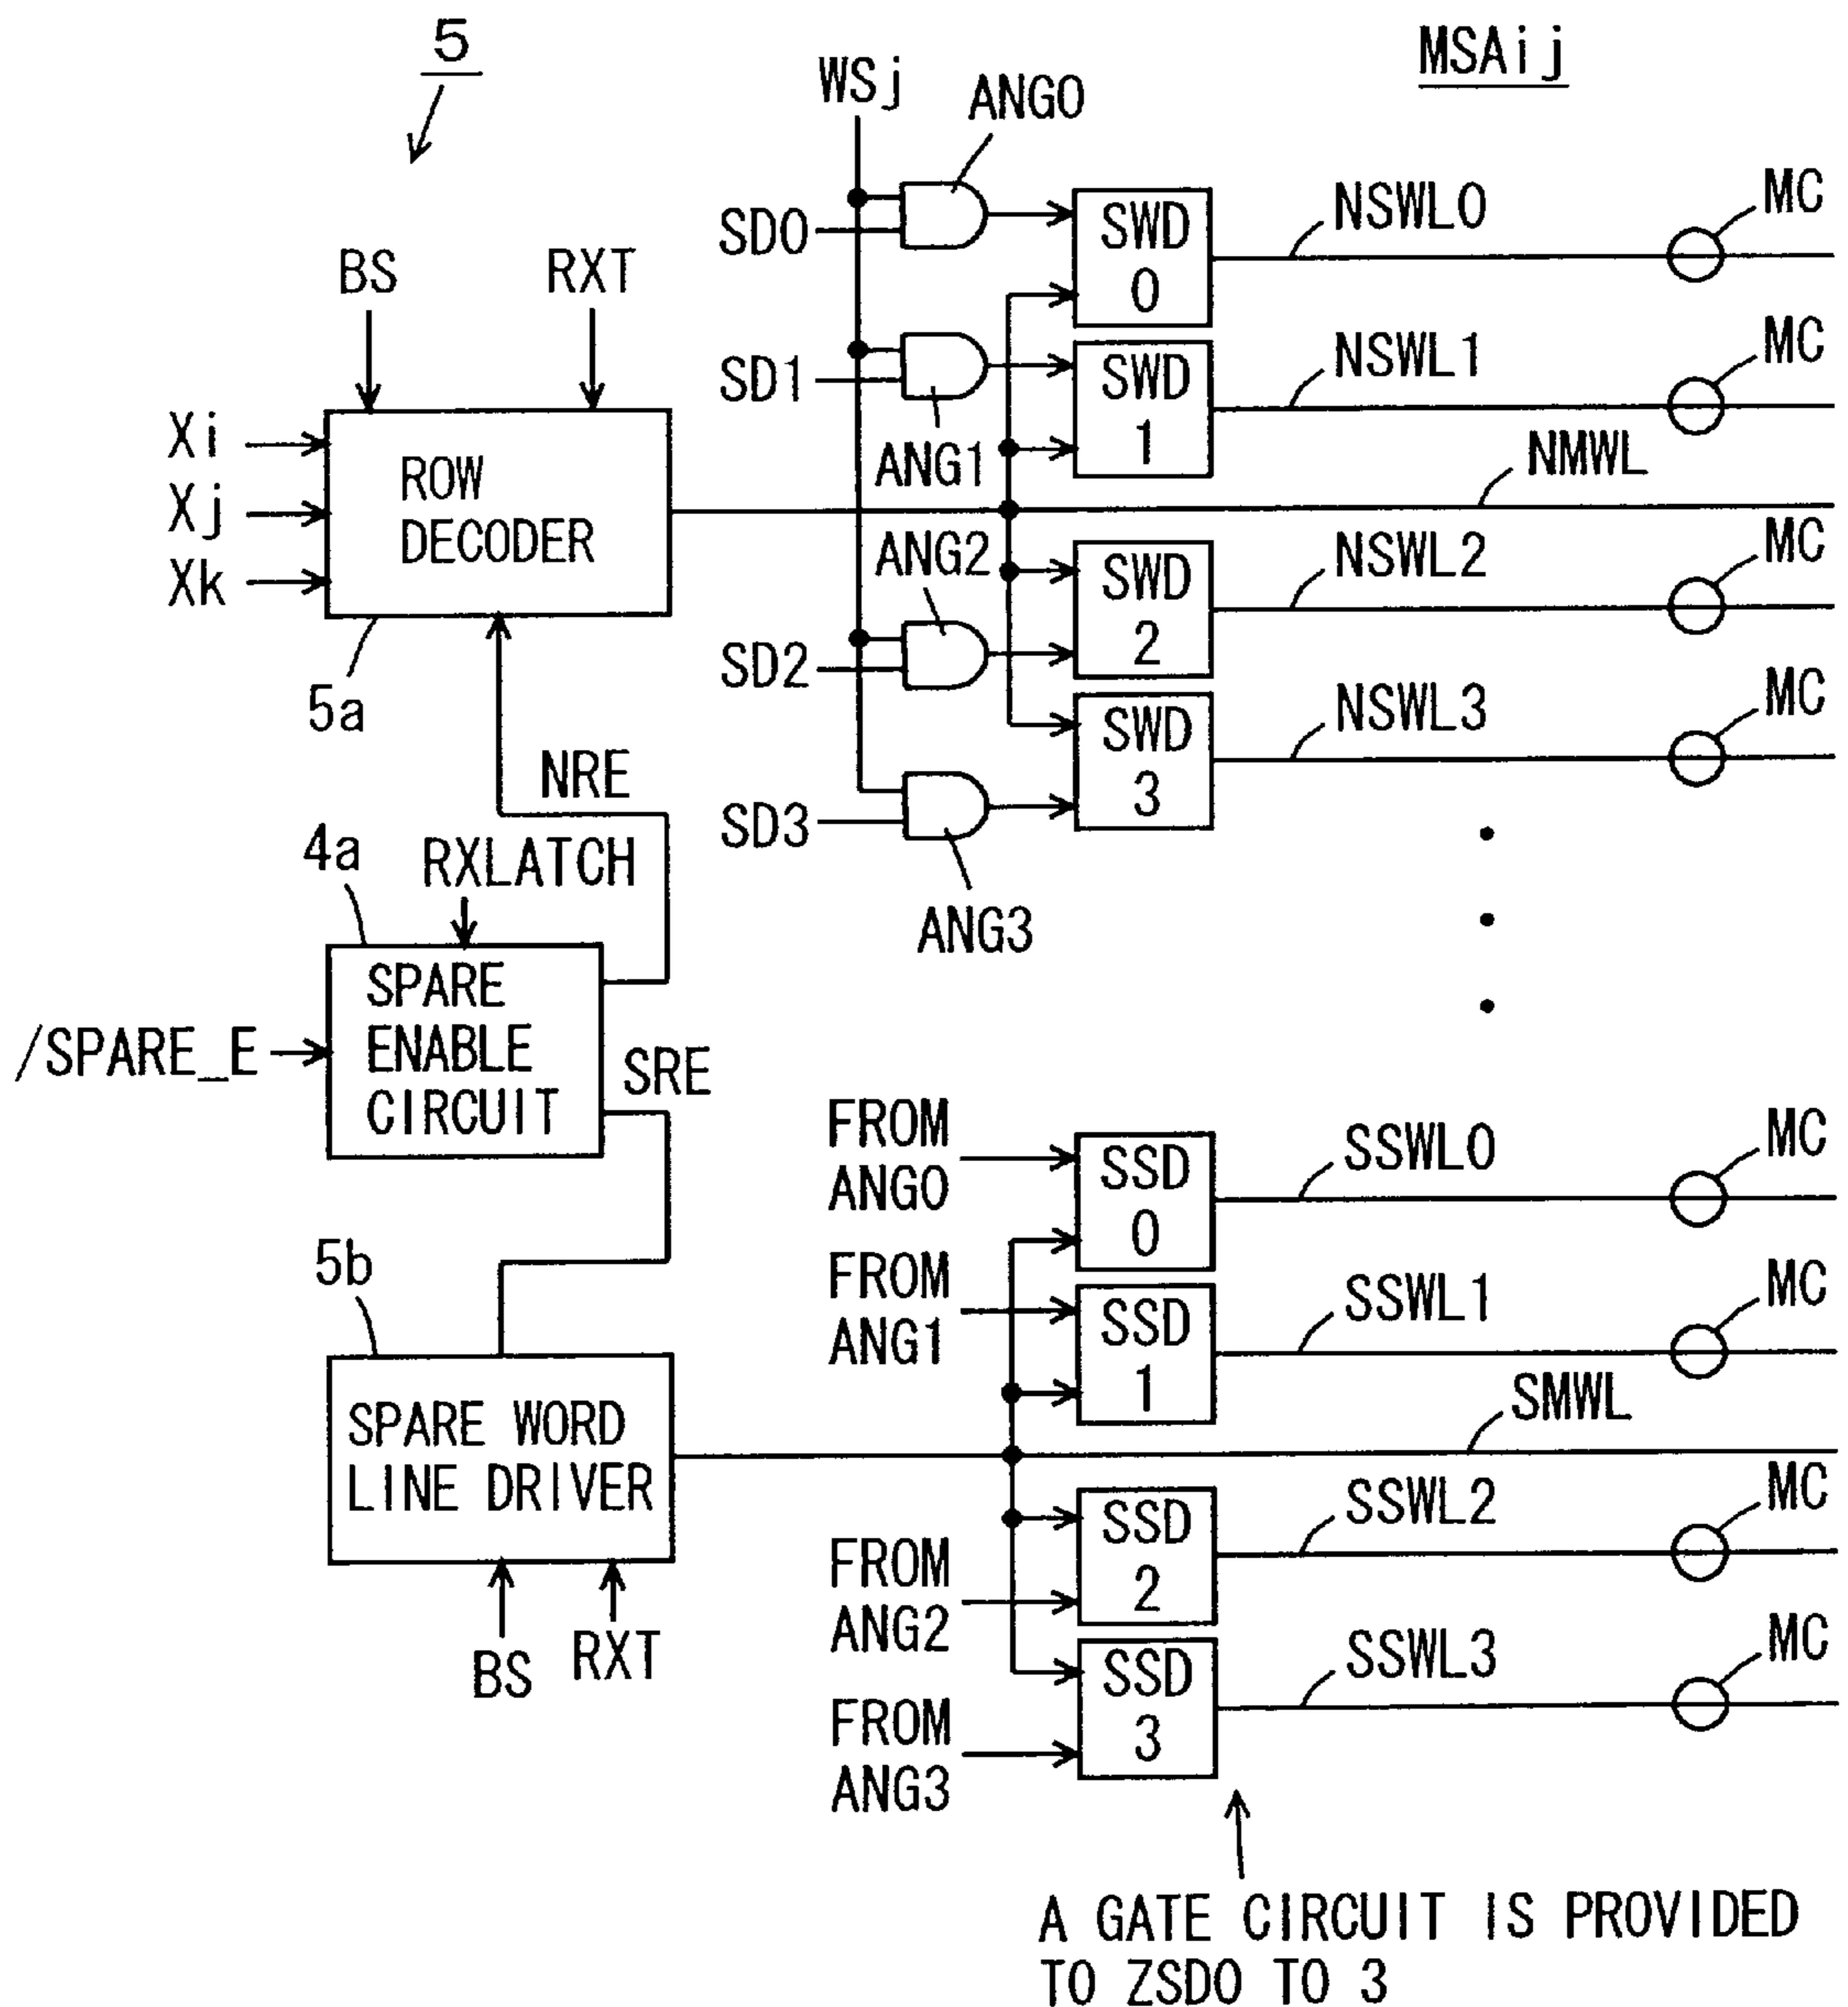 5
MSAij
WSj
ANG0
SD0
SWD
0
NSWL0
MC
BS
RXT
SD1
SWD
1
NSWL1
MC
ANG1
Xi
Xj
Xk
ROW
DECODER
NMWL
ANG2
SWD
2
NSWL2
MC
SD2
5a
SWD
3
NSWL3
MC
NRE
SD3
4a
RXLATCH
ANG3
SPARE
ENABLE
CIRCUIT
/SPARE_E
SRE
FROM
ANG0
SSD
0
SSWL0
MC
5b
FROM
ANG1
SSD
1
SSWL1
MC
SPARE WORD
LINE DRIVER
SMWL
FROM
ANG2
SSD
2
SSWL2
MC
BS
RXT
FROM
ANG3
SSD
3
SSWL3
MC
A GATE CIRCUIT IS PROVIDED
TO ZSD0 TO 3